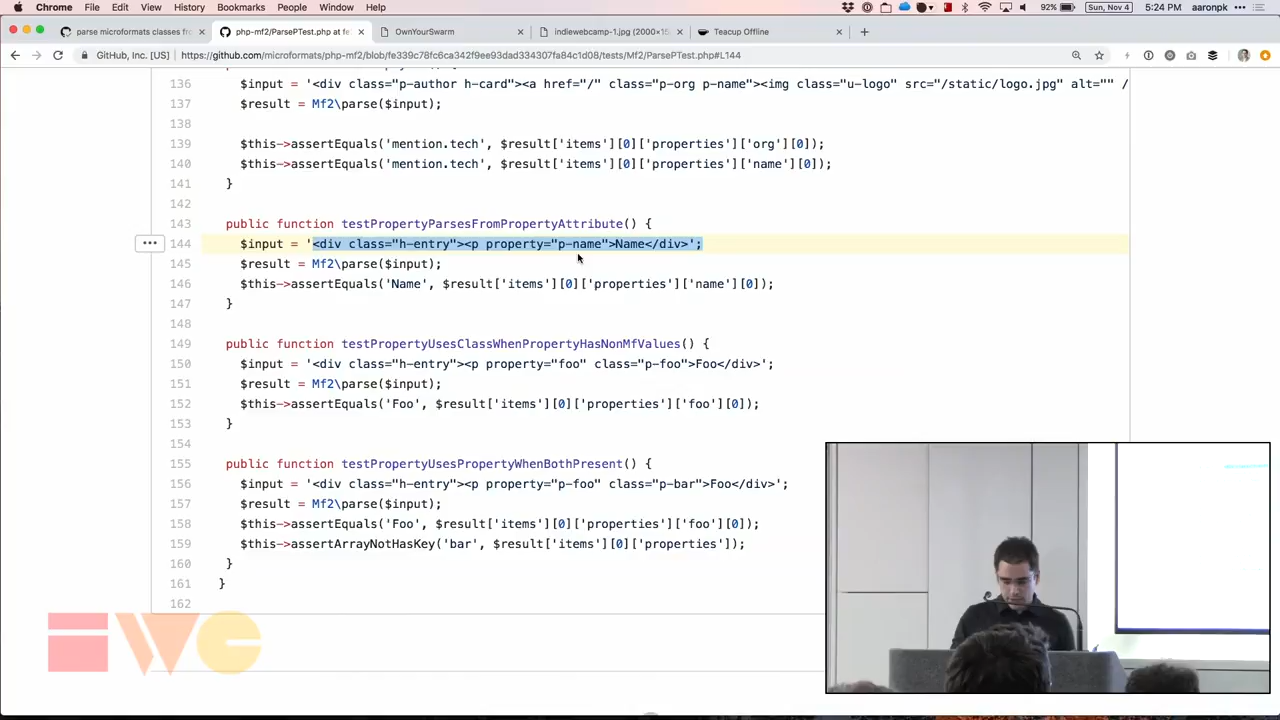 Chrome File Edit View History Bookmarks People Window Help 92% Sun, Nov 4 5:24 PM aaronpk
parse microformats classes from
php-mf2/ParsePTest.php at fe
OwnYourSwarm
indiewebcamp-1.jpg (2000×15
Teacup Offline
GitHub, Inc. [US] https://github.com/microformats/php-mf2/blob/fe339c78fc6ca342f9ee93dad3304f037fa84c1d08/tests/Mf2/ParsePTest.php#L144
136 $input = '<div class="p-author h-card"><a href="/" class="p-org p-name"><img class="u-logo" src="/static/logo.jpg" alt="" /
137 $result = Mf2\parse($input);
138
139 $this->assertEquals('mention.tech', $result['items'][0]['properties']['org'][0]);
140 $this->assertEquals('mention.tech', $result['items'][0]['properties']['name'][0]);
141 }
142
143 public function testPropertyParsesFromPropertyAttribute() {
144 $input = '<div class="h-entry"><p property="p-name">Name</div>';
145 $result = Mf2\parse($input);
146 $this->assertEquals('Name', $result['items'][0]['properties']['name'][0]);
147 }
148
149 public function testPropertyUsesClassWhenPropertyHasNonMfValues() {
150 $input = '<div class="h-entry"><p property="foo" class="p-foo">Foo</div>';
151 $result = Mf2\parse($input);
152 $this->assertEquals('Foo', $result['items'][0]['properties']['foo'][0]);
153 }
154
155 public function testPropertyUsesPropertyWhenBothPresent() {
156 $input = '<div class="h-entry"><p property="p-foo" class="p-bar">Foo</div>';
157 $result = Mf2\parse($input);
158 $this->assertEquals('Foo', $result['items'][0]['properties']['foo'][0]);
159 $this->assertArrayNotHasKey('bar', $result['items'][0]['properties']);
160 }
161 }
162
iwc